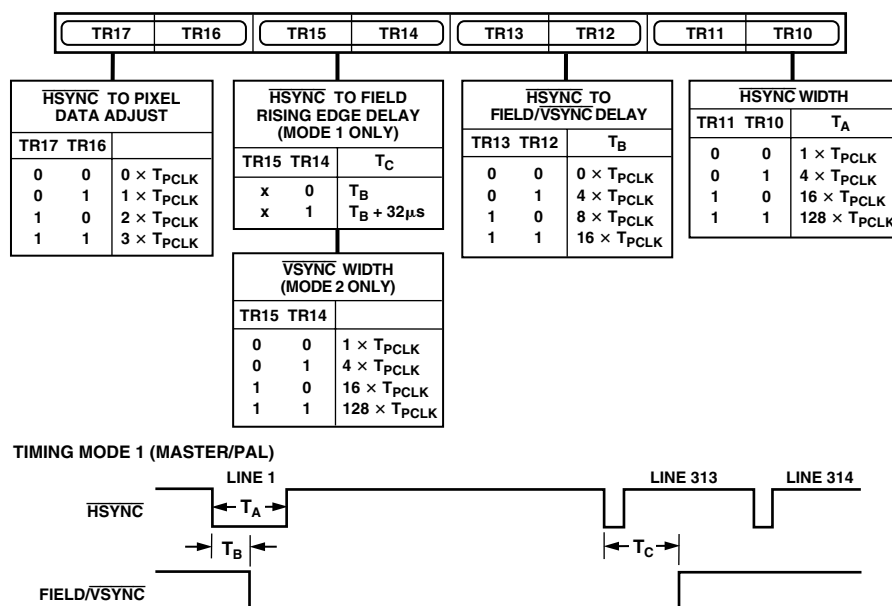 TR17 TR16 TR15 TR14 TR13 TR12 TR11 TR10
HSYNC TO PIXEL
DATA ADJUST
TR17 TR16
0 0 0 × TPCLK
0 1 1 × TPCLK
1 0 2 × TPCLK
1 1 3 × TPCLK
HSYNC TO FIELD
RISING EDGE DELAY
(MODE 1 ONLY)
TR15 TR14 TC
x 0 TB
x 1 TB + 32µs
VSYNC WIDTH
(MODE 2 ONLY)
TR15 TR14
0 0 1 × TPCLK
0 1 4 × TPCLK
1 0 16 × TPCLK
1 1 128 × TPCLK
HSYNC TO
FIELD/VSYNC DELAY
TR13 TR12 TB
0 0 0 × TPCLK
0 1 4 × TPCLK
1 0 8 × TPCLK
1 1 16 × TPCLK
HSYNC WIDTH
TR11 TR10 TA
0 0 1 × TPCLK
0 1 4 × TPCLK
1 0 16 × TPCLK
1 1 128 × TPCLK
TIMING MODE 1 (MASTER/PAL)
LINE 1 LINE 313 LINE 314
HSYNC
TA
TB
TC
FIELD/VSYNC